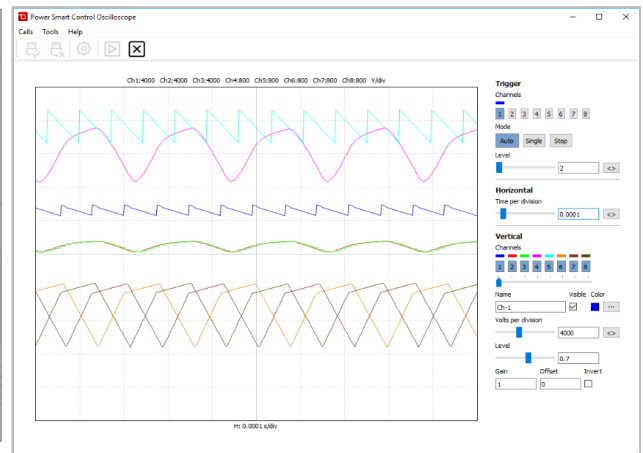 Power Smart Control Oscilloscope
Calls Tools Help
Ch1:4000 Ch2:4000 Ch3:4000 Ch4:800 Ch5:800 Ch6:800 Ch7:800 Ch8:800 V/div
H: 0.0001 s/div
Trigger
Channels
1 2 3 4 5 6 7 8
Mode
Auto Single Stop
Level
2 <>
Horizontal
Time per division
0.0001 <>
Vertical
Channels
1 2 3 4 5 6 7 8
Name Visible Color
Ch-1 ...
Volts per division
4000 <>
Level
0.7
Gain Offset Invert
1 0